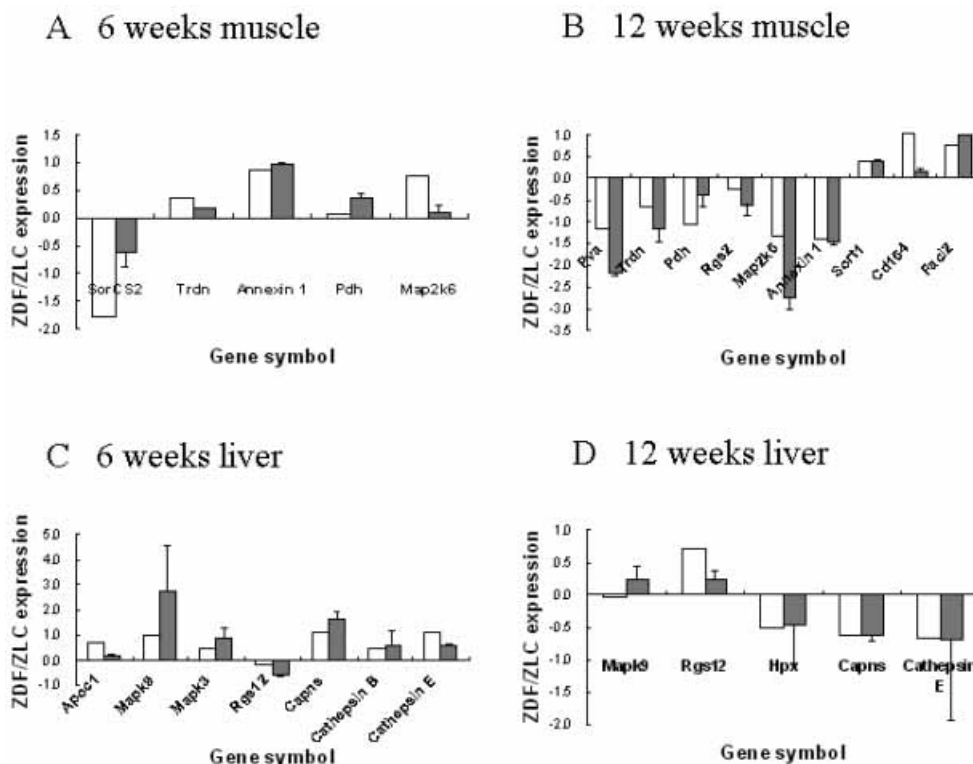 A 6 weeks muscle
ZDF/ZLC expression
1.5
1.0
0.5
0.0
-0.5
-1.0
-1.5
-2.0
SorCS2 Trdn Annexin 1 Pdh Map2k6
Gene symbol
B 12 weeks muscle
ZDF/ZLC expression
1.0
0.5
0.0
-0.5
-1.0
-1.5
-2.0
-2.5
-3.0
-3.5
Pva Trdn Pdh Rgs2 Map2k6 Annexin 1 Sort1 Cd164 Facl2
Gene symbol
C 6 weeks liver
ZDF/ZLC expression
5.0
4.0
3.0
2.0
1.0
0.0
-1.0
Apoc1 Mapk8 Mapk3 Rgs12 Capns Cathepsin B Cathepsin E
Gene symbol
D 12 weeks liver
ZDF/ZLC expression
1.0
0.5
0.0
-0.5
-1.0
-1.5
-2.0
Mapk9 Rgs12 Hpx Capns Cathepsin
E
Gene symbol